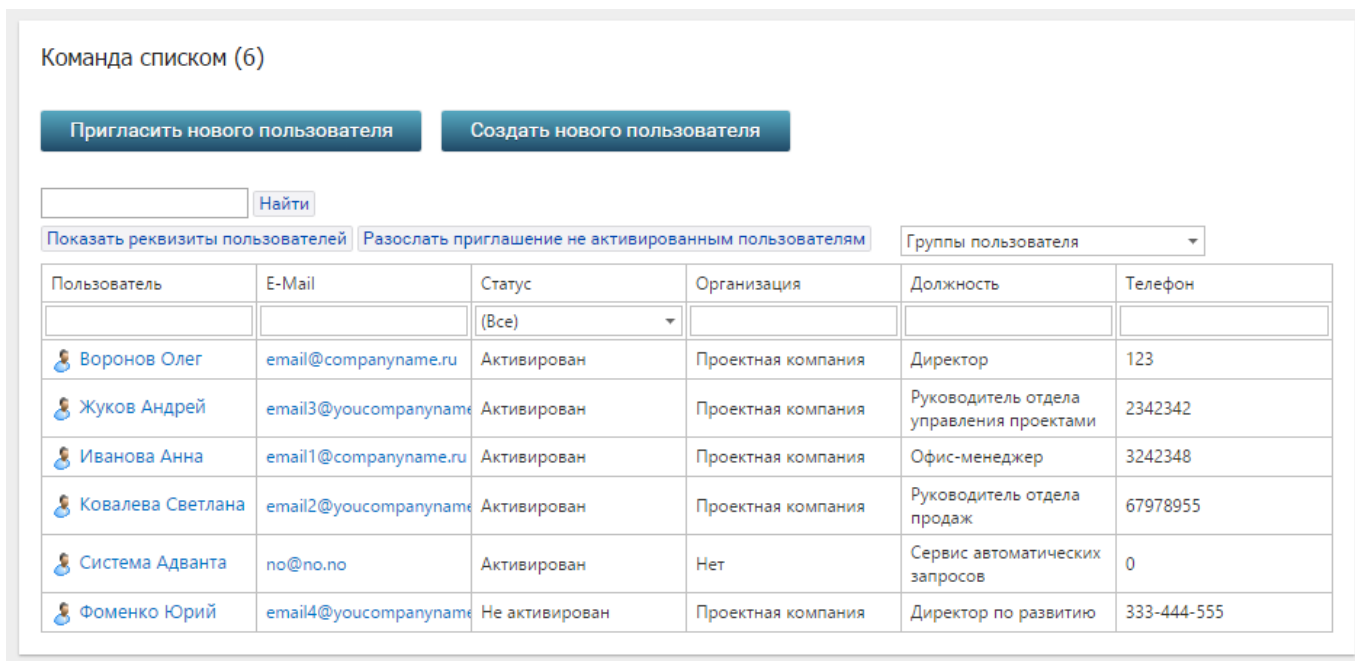 Команда списком (6)
Пригласить нового пользователя Создать нового пользователя
Найти
Показать реквизиты пользователей Разослать приглашение не активированным пользователям Группы пользователя
Пользователь E-Mail Статус Организация Должность Телефон
(Все)
Воронов Олег email@companyname.ru Активирован Проектная компания Директор 123
Жуков Андрей email3@youcompanyname Активирован Проектная компания Руководитель отдела управления проектами 2342342
Иванова Анна email1@companyname.ru Активирован Проектная компания Офис-менеджер 3242348
Ковалева Светлана email2@youcompanyname Активирован Проектная компания Руководитель отдела продаж 67978955
Система Адванта no@no.no Активирован Нет Сервис автоматических запросов 0
Фоменко Юрий email4@youcompanyname Не активирован Проектная компания Директор по развитию 333-444-555